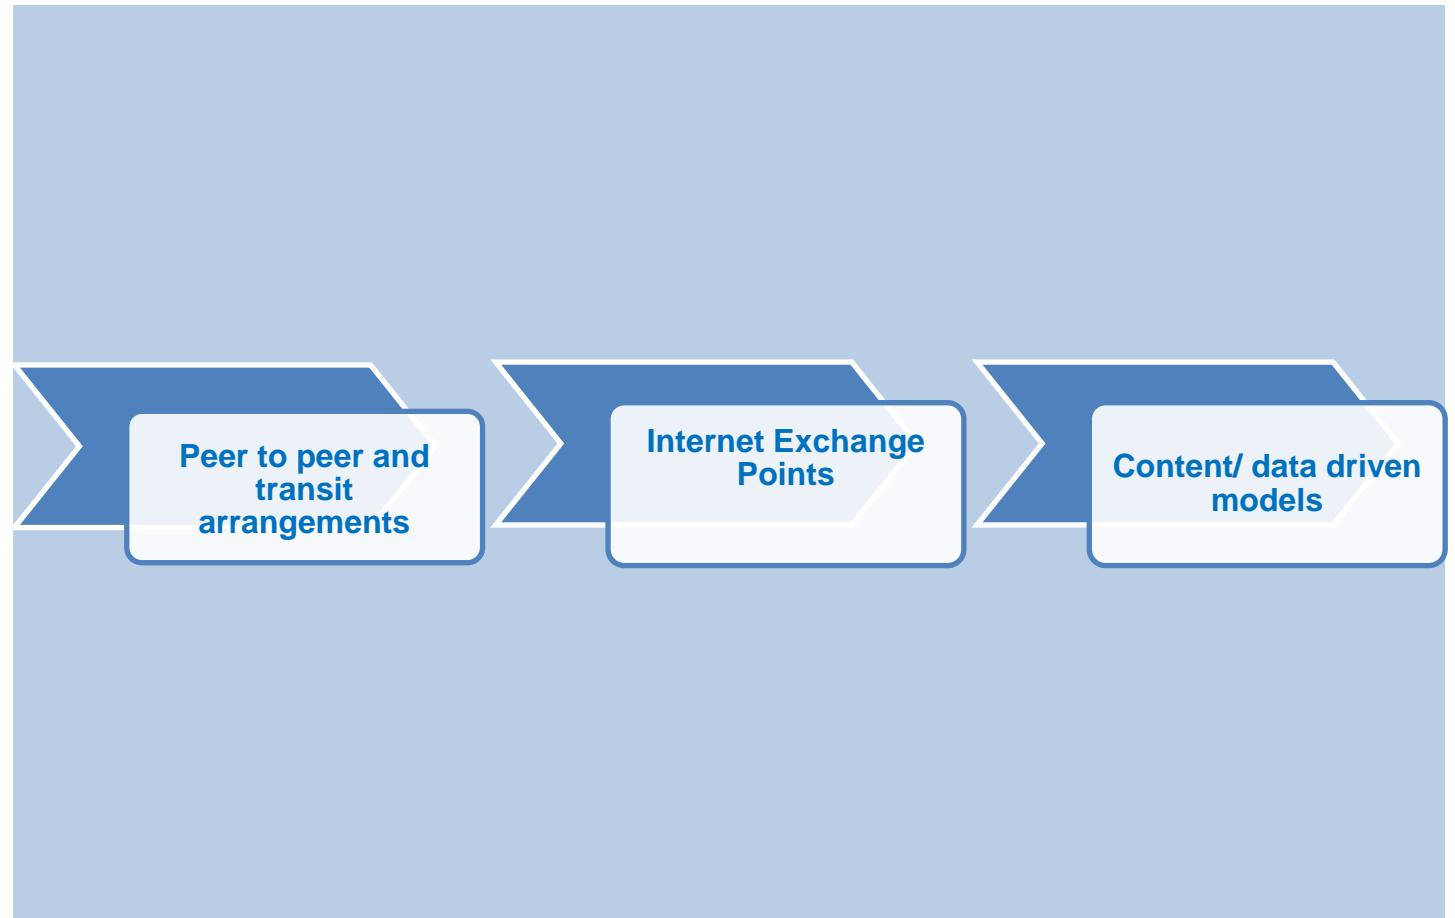 Peer to peer and
transit
arrangements
Internet Exchange
Points
Content/ data driven
models